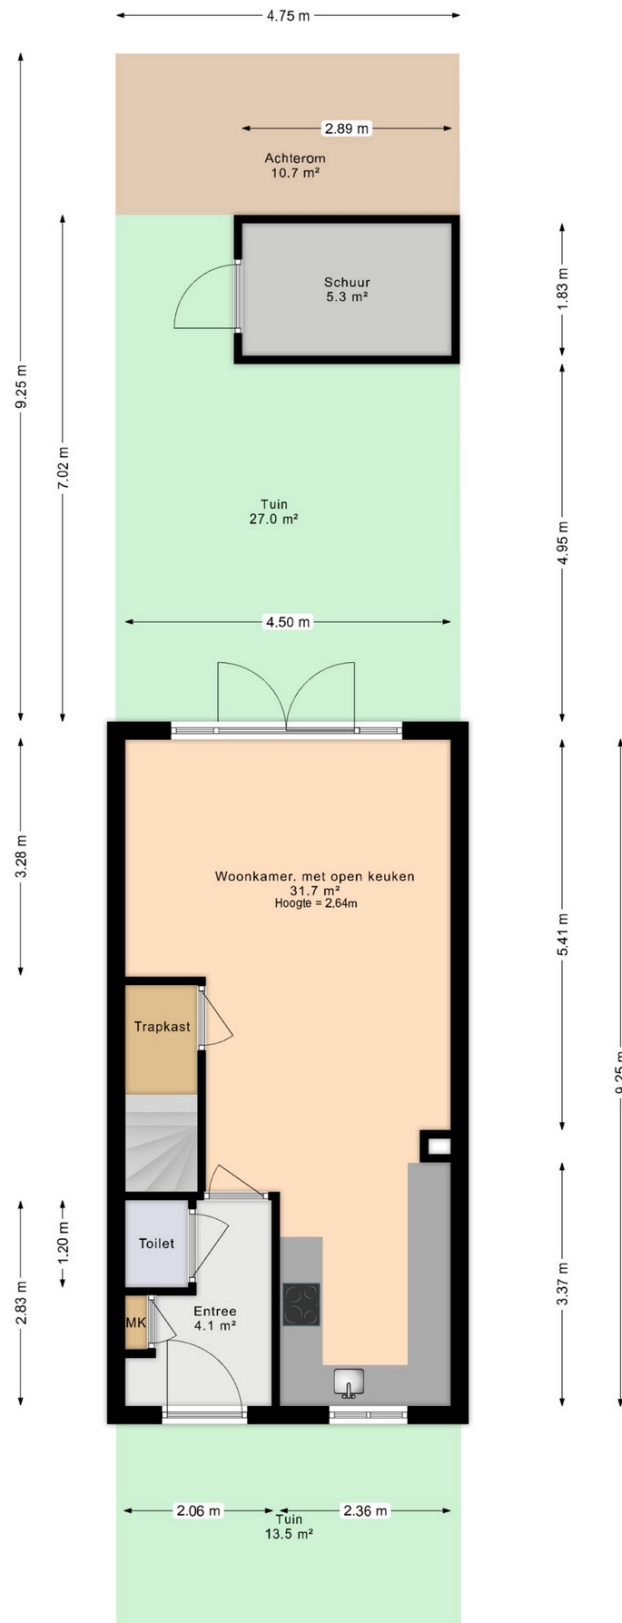 4.75 m
2.89 m
Achterom
10.7 m²
Schuur
5.3 m²
1.83 m
9.25 m
7.02 m
Tuin
27.0 m²
4.95 m
4.50 m
3.28 m
Woonkamer. met open keuken
31.7 m²
Hoogte = 2,64m
5.41 m
Trapkast
9.25 m
1.20 m
2.83 m
Toilet
MK
Entree
4.1 m²
3.37 m
2.06 m
2.36 m
Tuin
13.5 m²